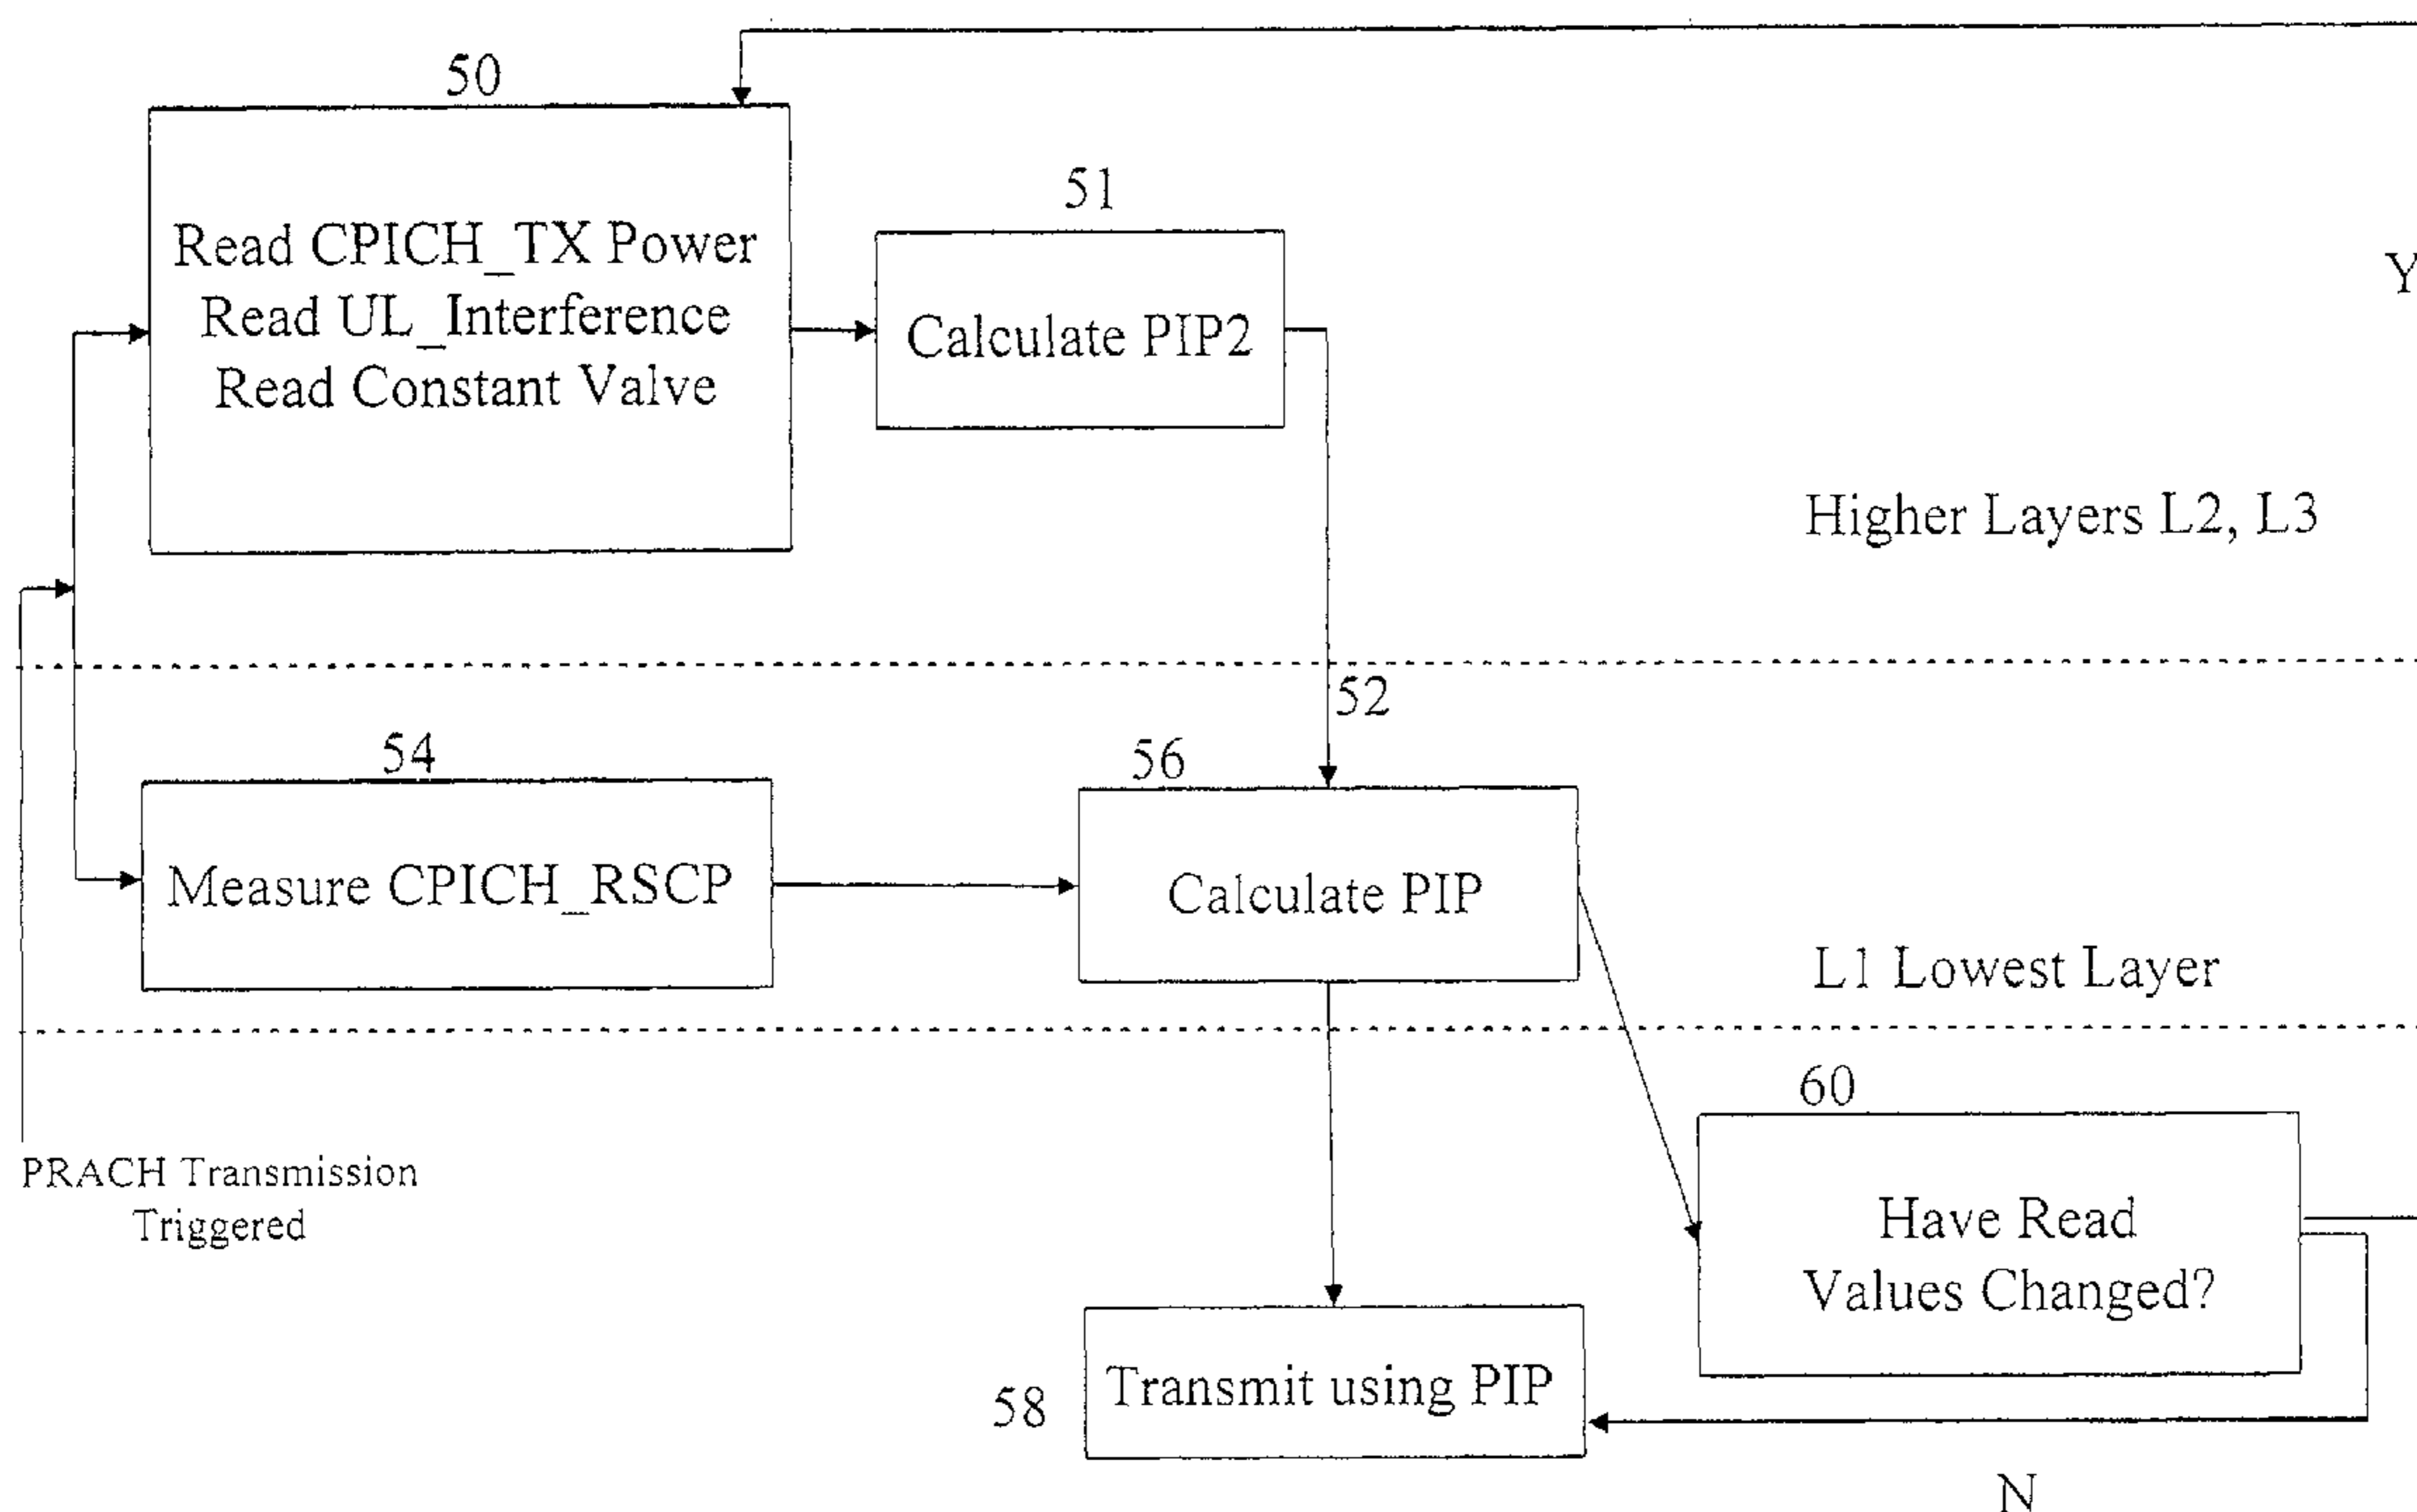 50
Read CPICH_TX Power
Read UL_Interference
Read Constant Valve
51
Calculate PIP2
Y
Higher Layers L2, L3
52
54
Measure CPICH_RSCP
56
Calculate PIP
L1 Lowest Layer
PRACH Transmission
Triggered
60
Have Read
Values Changed?
58
Transmit using PIP
N